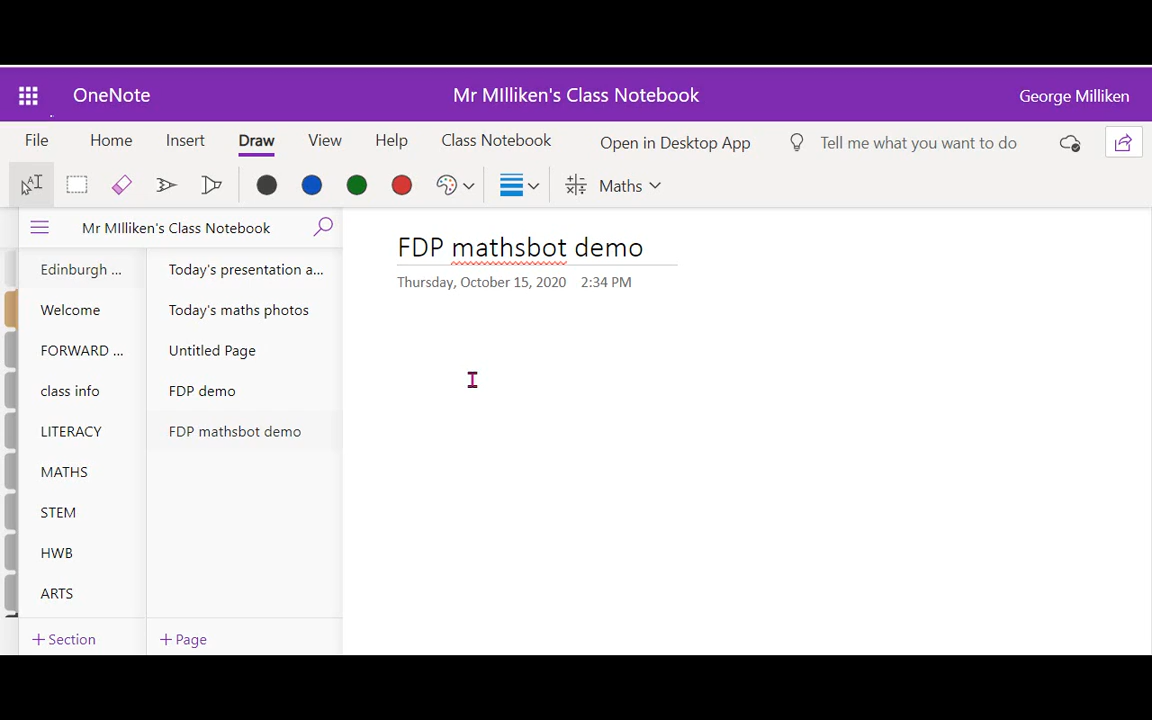 OneNote
Mr MIlliken's Class Notebook
George Milliken
File Home Insert Draw View Help Class Notebook Open in Desktop App Tell me what you want to do
Maths
Mr MIlliken's Class Notebook
Edinburgh ...
Welcome
FORWARD ...
class info
LITERACY
MATHS
STEM
HWB
ARTS
+ Section
Today's presentation a...
Today's maths photos
Untitled Page
FDP demo
FDP mathsbot demo
+ Page
FDP mathsbot demo
Thursday, October 15, 2020 2:34 PM